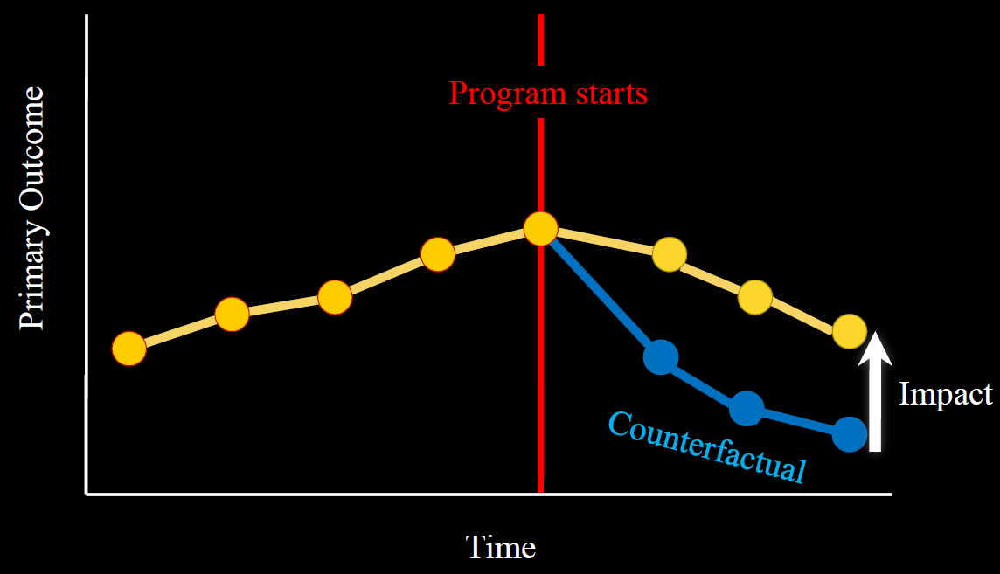 Program starts
Primary Outcome
Impact
Counterfactual
Time